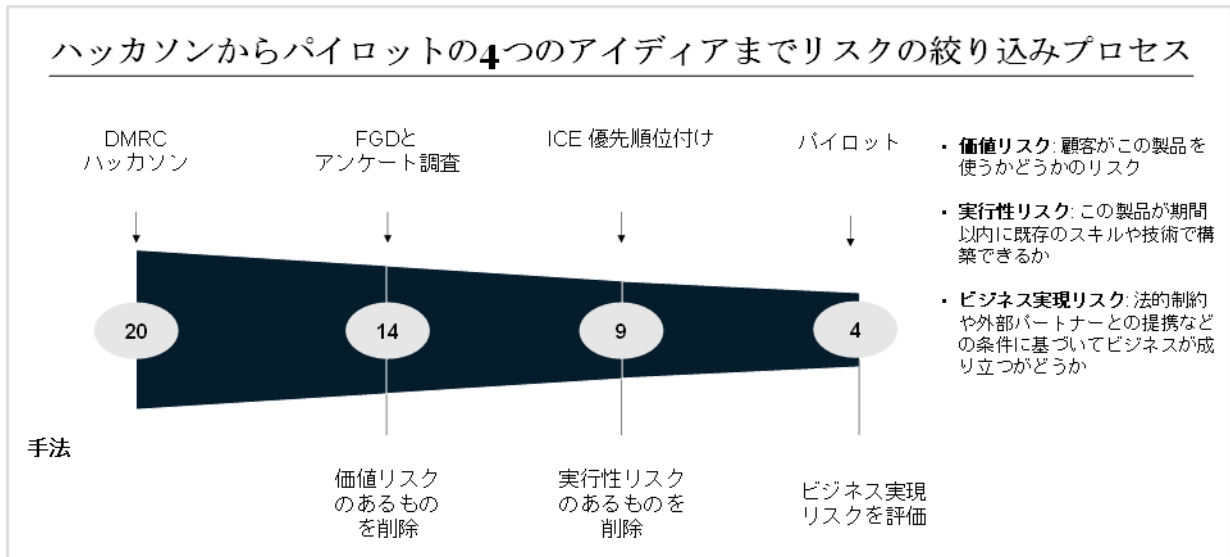 ハッカソンからパイロットの4つのアイディアまでリスクの絞り込みプロセス
DMRC
ハッカソン
FGDと
アンケート調査
ICE 優先順位付け
パイロット
20
14
9
4
手法
価値リスク
のあるもの
を削除
実行性リスク
のあるものを
削除
ビジネス実現
リスクを評価
• 価値リスク: 顧客がこの製品を
使うかどうかのリスク
• 実行性リスク: この製品が期間
以内に既存のスキルや技術で構
築できるか
• ビジネス実現リスク: 法的制約
や外部パートナーとの提携など
の条件に基づいてビジネスが成
り立つがどうか